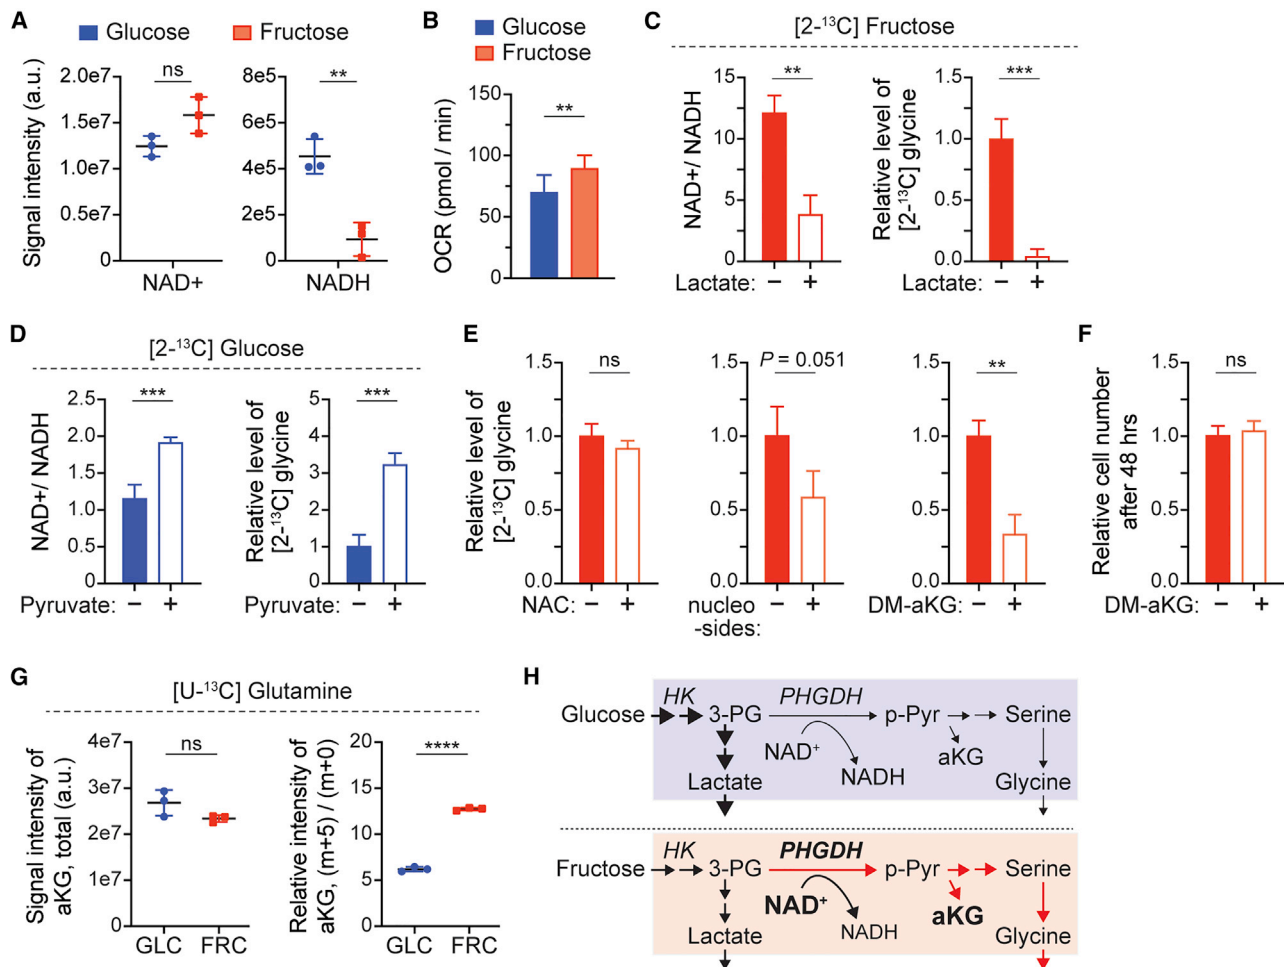 A
Glucose
Fructose
Signal intensity (a.u.)
2.0e7
1.5e7
1.0e7
0.5e7
0
ns
NAD+
8e5
6e5
4e5
2e5
0
**
NADH
B
Glucose
Fructose
OCR (pmol / min)
150
100
50
0
**
C
[2-¹³C] Fructose
NAD+/ NADH
15
10
5
0
**
Lactate: − +
Relative level of
[2-¹³C] glycine
1.5
1.0
0.5
0.0
***
Lactate: − +
D
[2-¹³C] Glucose
NAD+/ NADH
2.5
2.0
1.5
1.0
0.5
0
***
Pyruvate: − +
Relative level of
[2-¹³C] glycine
5
4
3
2
1
0
***
Pyruvate: − +
E
Relative level of
[2-¹³C] glycine
1.5
1.0
0.5
0.0
ns
NAC: − +
1.5
1.0
0.5
0.0
P = 0.051
nucleo
-sides: − +
1.5
1.0
0.5
0.0
**
DM-aKG: − +
F
Relative cell number
after 48 hrs
1.5
1.0
0.5
0.0
ns
DM-aKG: − +
G
[U-¹³C] Glutamine
Signal intensity of
aKG, total (a.u.)
4e7
3e7
2e7
1e7
0
ns
GLC FRC
Relative intensity of
aKG, (m+5) / (m+0)
20
15
10
5
0
****
GLC FRC
H
HK PHGDH
Glucose 3-PG p-Pyr Serine
NAD⁺ NADH aKG
Lactate Glycine
HK PHGDH
Fructose 3-PG p-Pyr Serine
NAD⁺ NADH aKG
Lactate Glycine